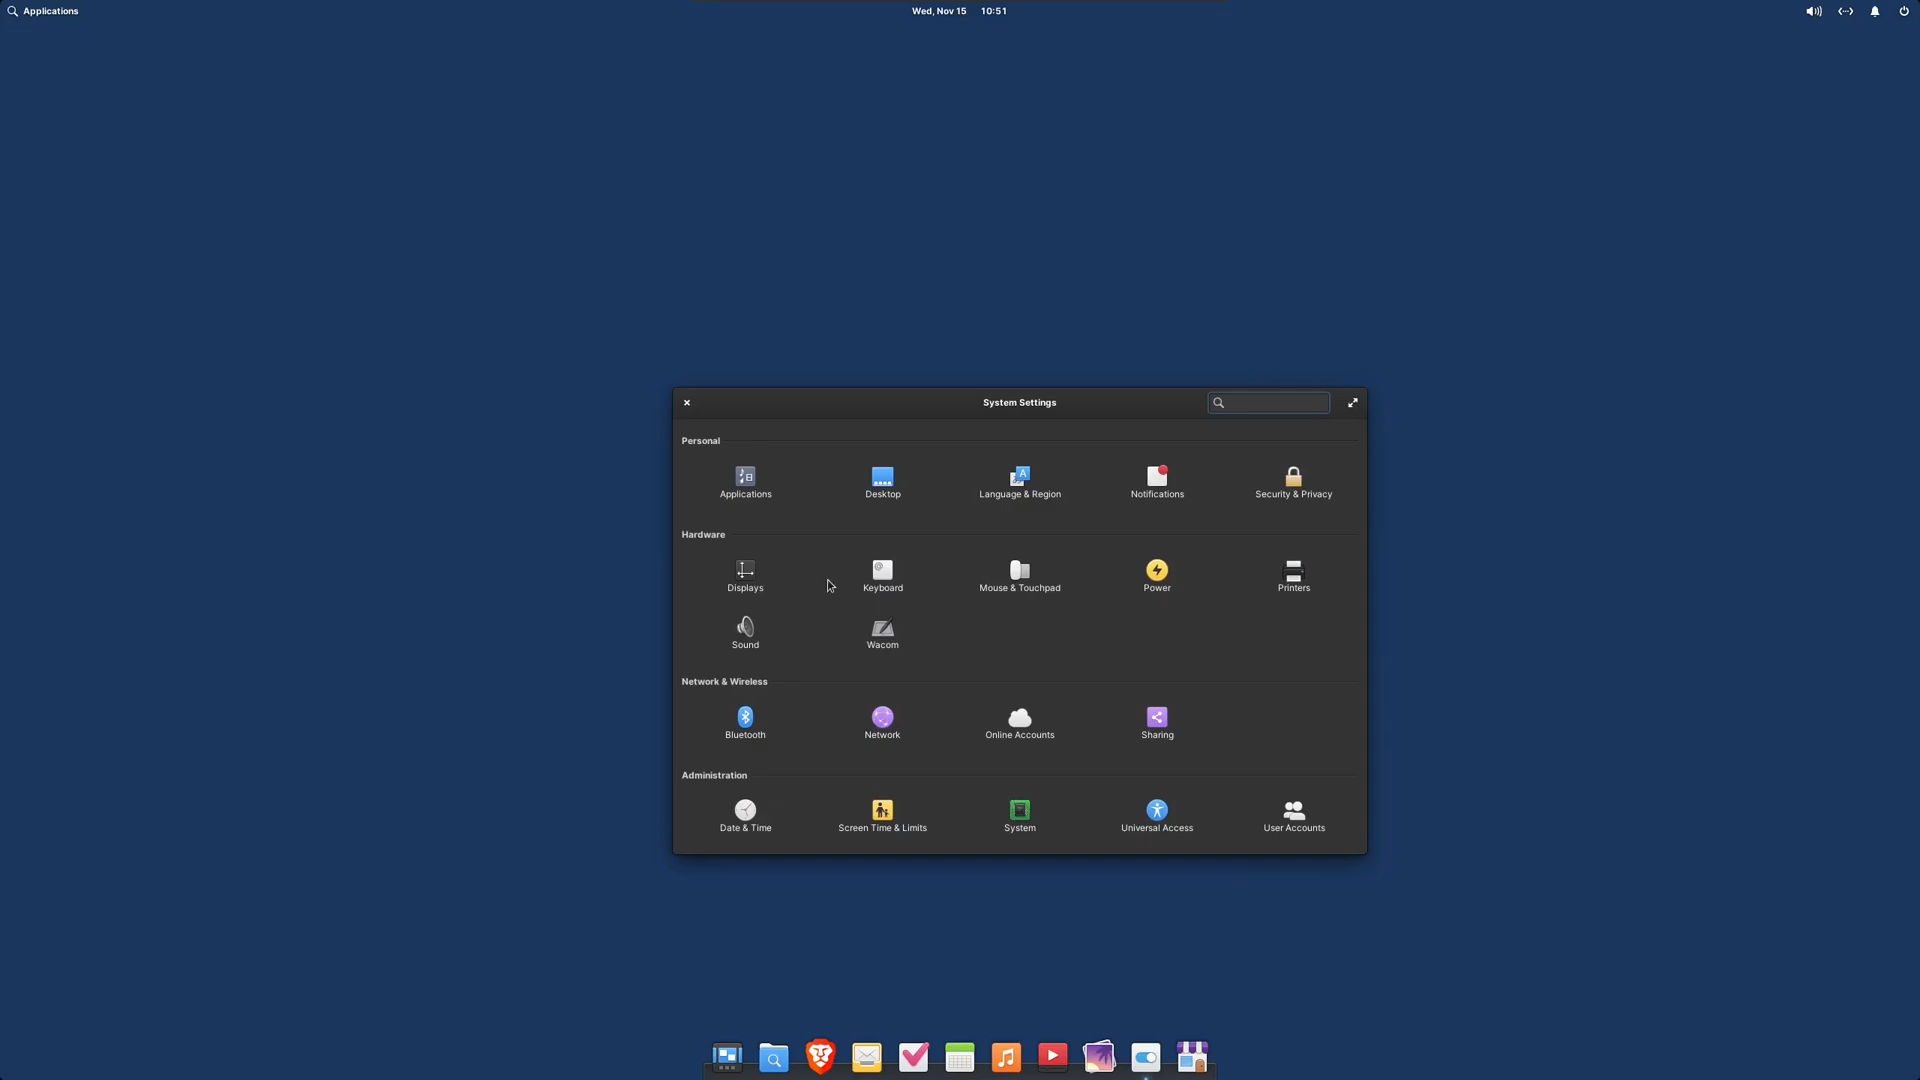 Applications
Wed, Nov 15 10:51
System Settings
Personal
Applications
Desktop
Language & Region
Notifications
Security & Privacy
Hardware
Displays
Keyboard
Mouse & Touchpad
Power
Printers
Sound
Wacom
Network & Wireless
Bluetooth
Network
Online Accounts
Sharing
Administration
Date & Time
Screen Time & Limits
System
Universal Access
User Accounts